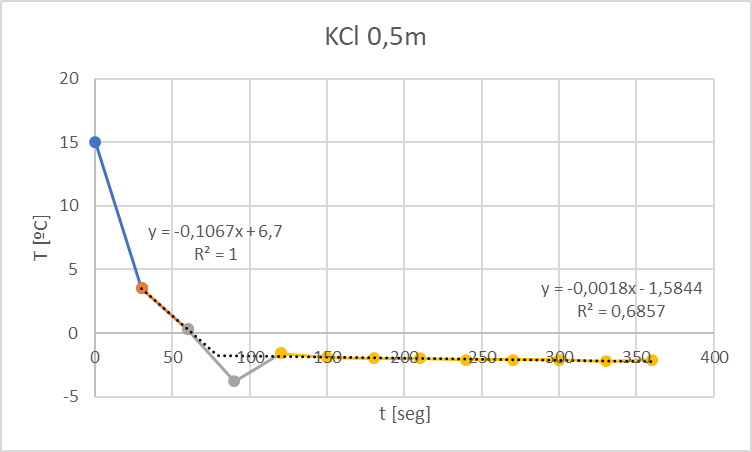 KCl 0,5m
20
15
10
5
0
-5
T [ºC]
y = -0,1067x + 6,7
R² = 1
y = -0,0018x - 1,5844
R² = 0,6857
0 50 100 150 200 250 300 350 400
t [seg]